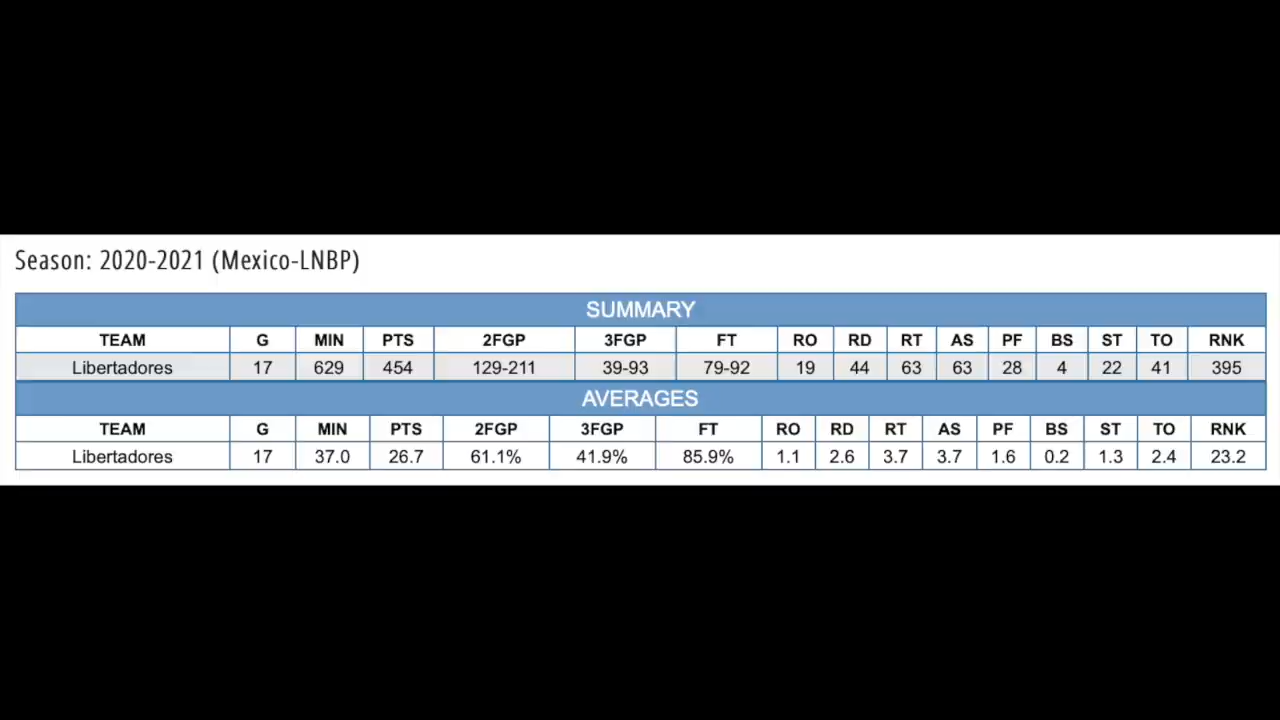 Season: 2020-2021 (Mexico-LNBP)
SUMMARY
TEAM G MIN PTS 2FGP 3FGP FT RO RD RT AS PF BS ST TO RNK
Libertadores 17 629 454 129-211 39-93 79-92 19 44 63 63 28 4 22 41 395
AVERAGES
TEAM G MIN PTS 2FGP 3FGP FT RO RD RT AS PF BS ST TO RNK
Libertadores 17 37.0 26.7 61.1% 41.9% 85.9% 1.1 2.6 3.7 3.7 1.6 0.2 1.3 2.4 23.2